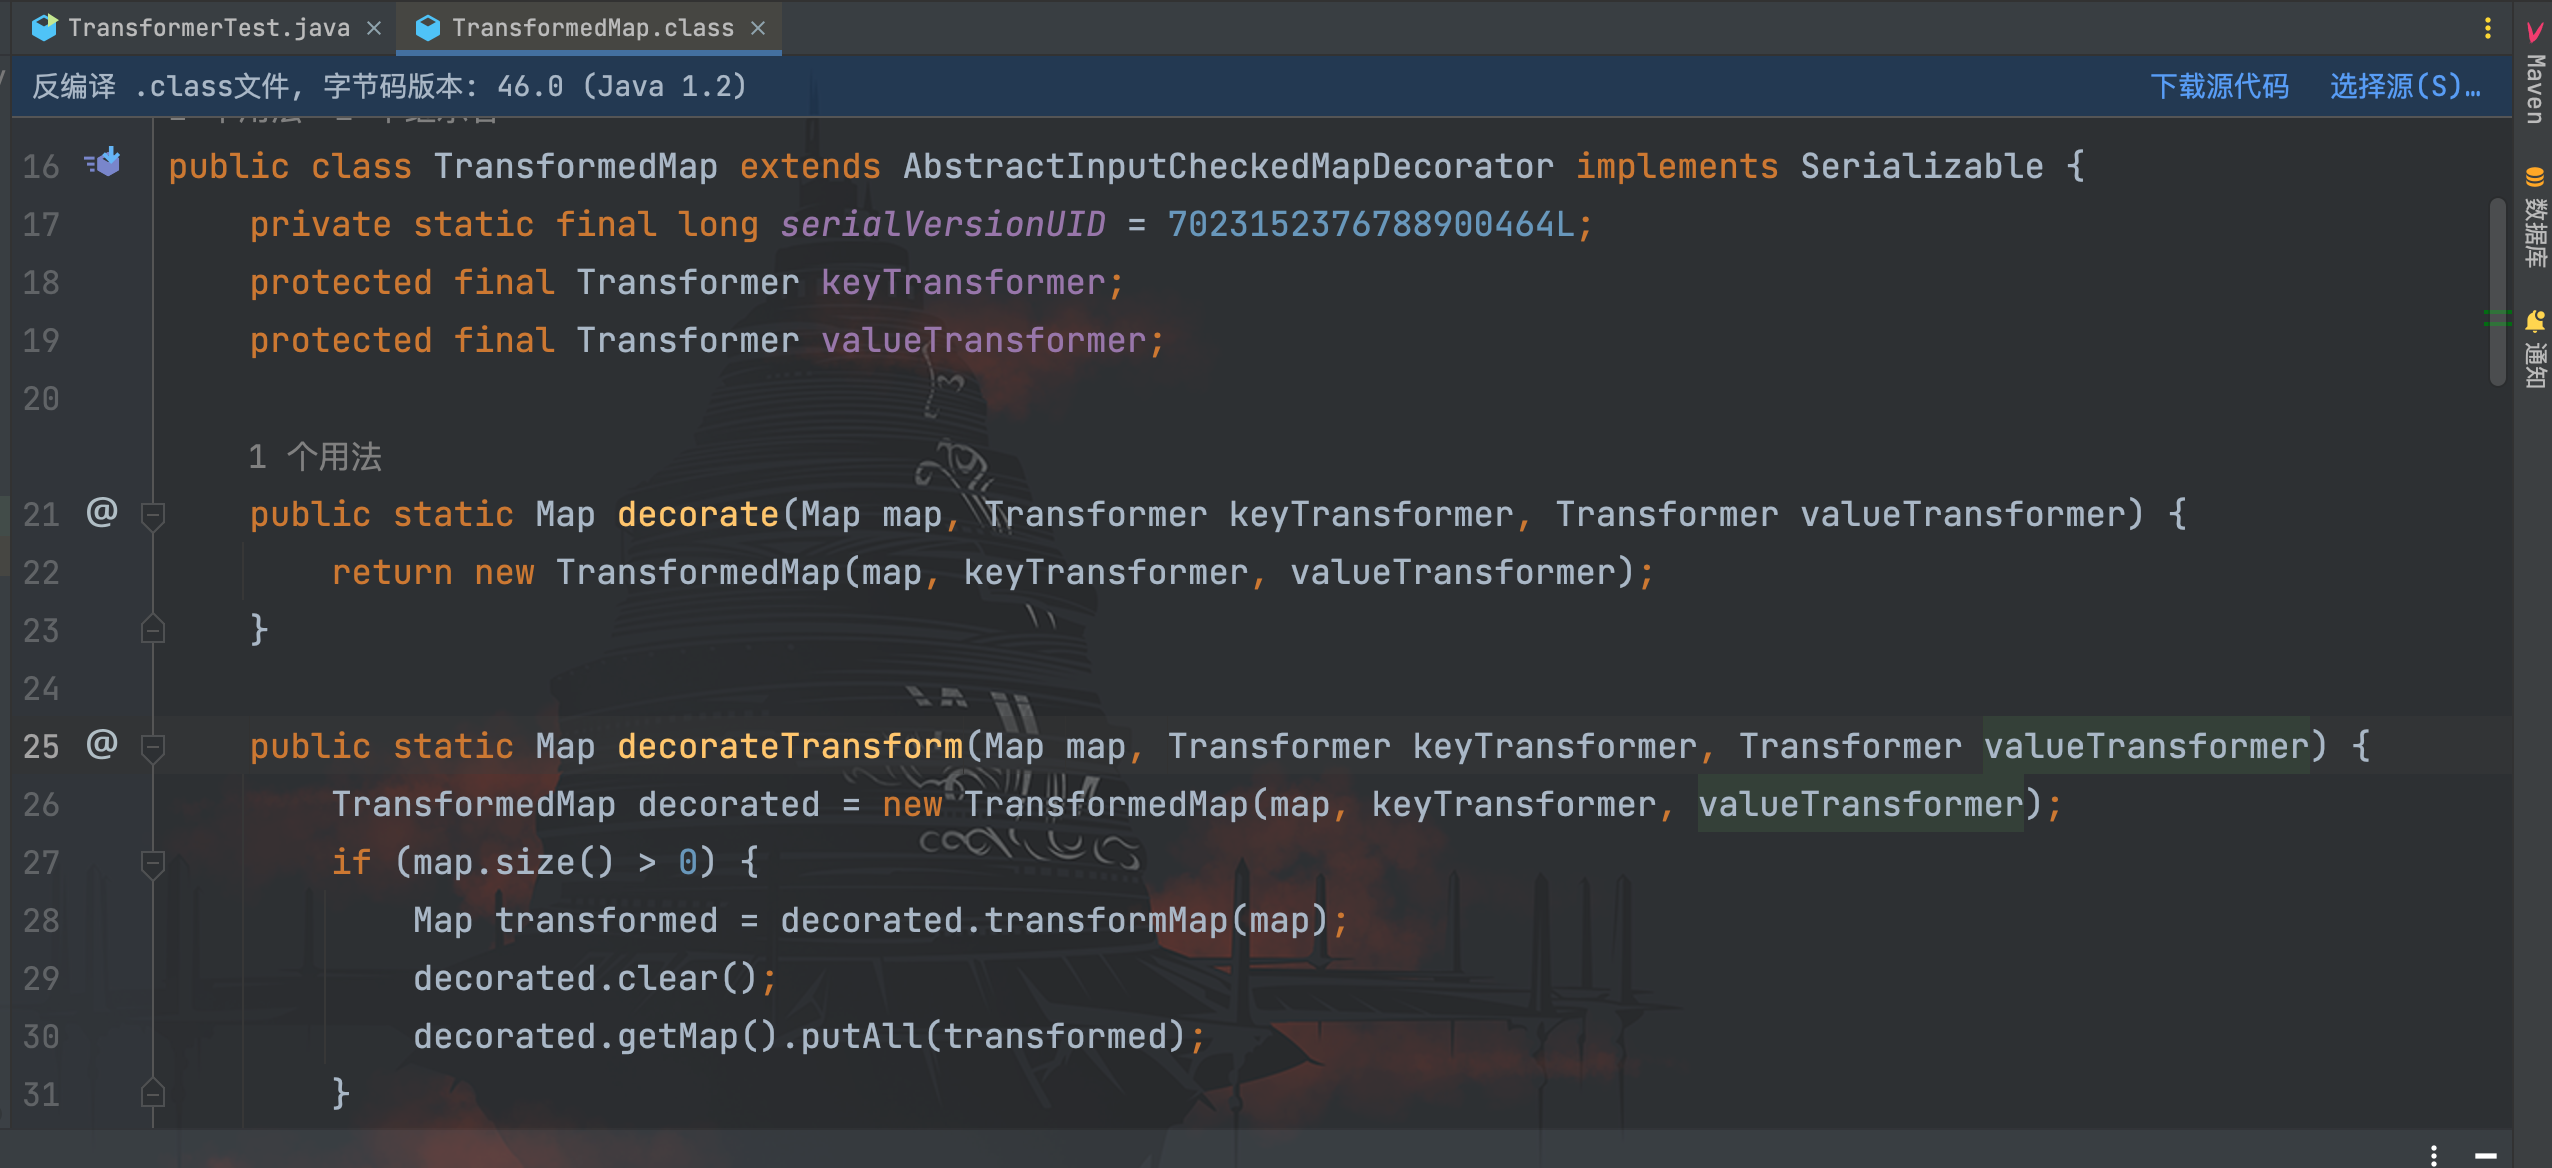 TransformerTest.java
TransformedMap.class
反编译 .class文件, 字节码版本: 46.0 (Java 1.2)
下载源代码 选择源(S)…
16 public class TransformedMap extends AbstractInputCheckedMapDecorator implements Serializable {
17 private static final long serialVersionUID = 7023152376788900464L;
18 protected final Transformer keyTransformer;
19 protected final Transformer valueTransformer;
20
1 个用法
21 @ public static Map decorate(Map map, Transformer keyTransformer, Transformer valueTransformer) {
22 return new TransformedMap(map, keyTransformer, valueTransformer);
23 }
24
25 @ public static Map decorateTransform(Map map, Transformer keyTransformer, Transformer valueTransformer) {
26 TransformedMap decorated = new TransformedMap(map, keyTransformer, valueTransformer);
27 if (map.size() > 0) {
28 Map transformed = decorated.transformMap(map);
29 decorated.clear();
30 decorated.getMap().putAll(transformed);
31 }
Maven
数据库
通知